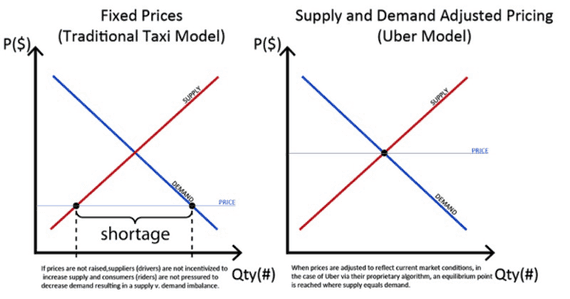 Fixed Prices
(Traditional Taxi Model)
P($)
SUPPLY
DEMAND
PRICE
shortage
Qty(#)
If prices are not raised,suppliers (drivers) are not incentivized to
increase supply and consumers (riders) are not pressured to
decrease demand resulting in a supply v. demand imbalance.
Supply and Demand Adjusted Pricing
(Uber Model)
P($)
SUPPLY
PRICE
DEMAND
Qty(#)
When prices are adjusted to reflect current market conditions, in
the case of Uber via their proprietary algorithm, an equilibrium point
is reached where supply equals demand.